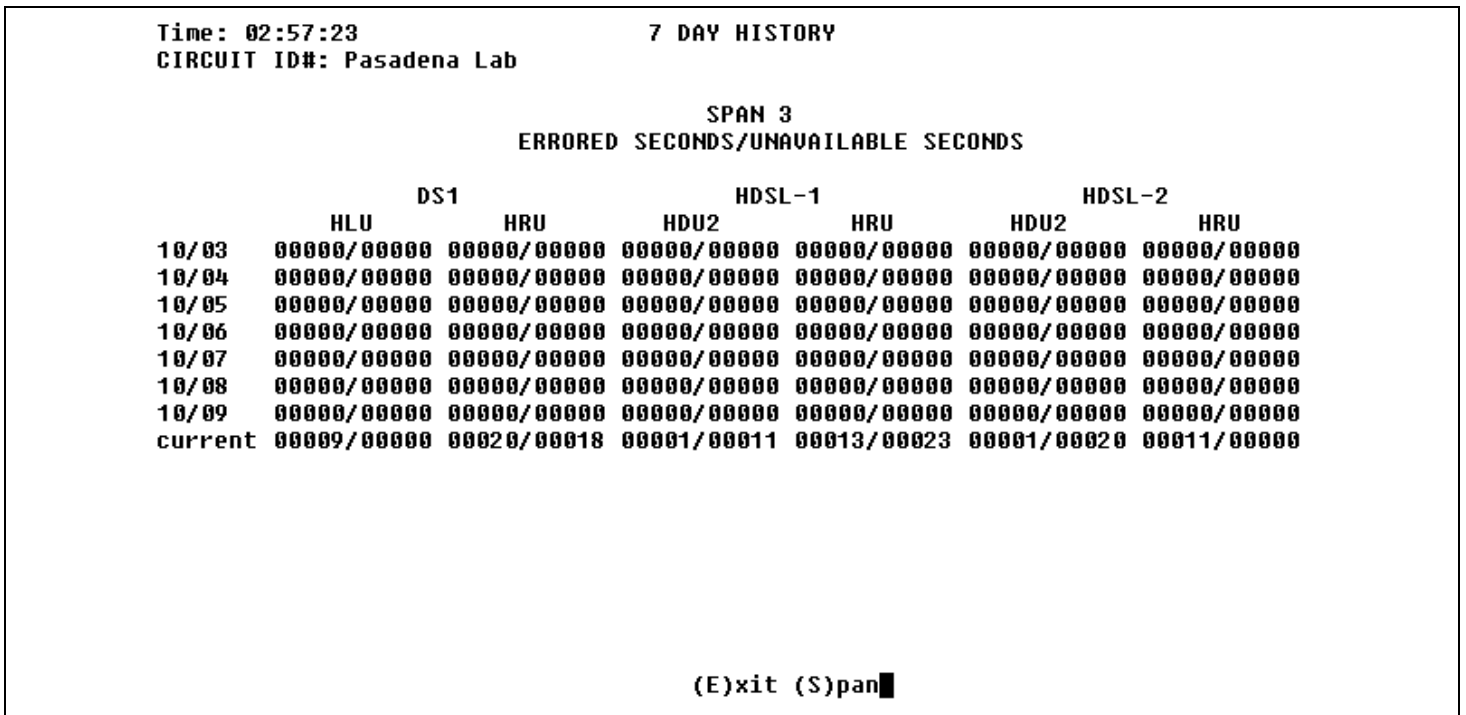 Time: 02:57:23 7 DAY HISTORY
CIRCUIT ID#: Pasadena Lab
SPAN 3
ERRORED SECONDS/UNAVAILABLE SECONDS
DS1 HDSL-1 HDSL-2
HLU HRU HDU2 HRU HDU2 HRU
10/03 00000/00000 00000/00000 00000/00000 00000/00000 00000/00000 00000/00000
10/04 00000/00000 00000/00000 00000/00000 00000/00000 00000/00000 00000/00000
10/05 00000/00000 00000/00000 00000/00000 00000/00000 00000/00000 00000/00000
10/06 00000/00000 00000/00000 00000/00000 00000/00000 00000/00000 00000/00000
10/07 00000/00000 00000/00000 00000/00000 00000/00000 00000/00000 00000/00000
10/08 00000/00000 00000/00000 00000/00000 00000/00000 00000/00000 00000/00000
10/09 00000/00000 00000/00000 00000/00000 00000/00000 00000/00000 00000/00000
current 00009/00000 00020/00018 00001/00011 00013/00023 00001/00020 00011/00000
(E)xit (S)pan